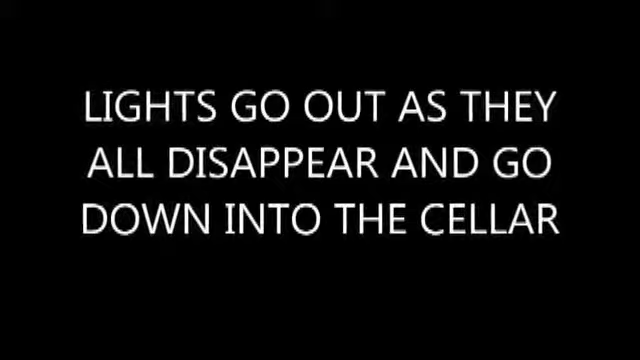 LIGHTS GO OUT AS THEY
ALL DISAPPEAR AND GO
DOWN INTO THE CELLAR